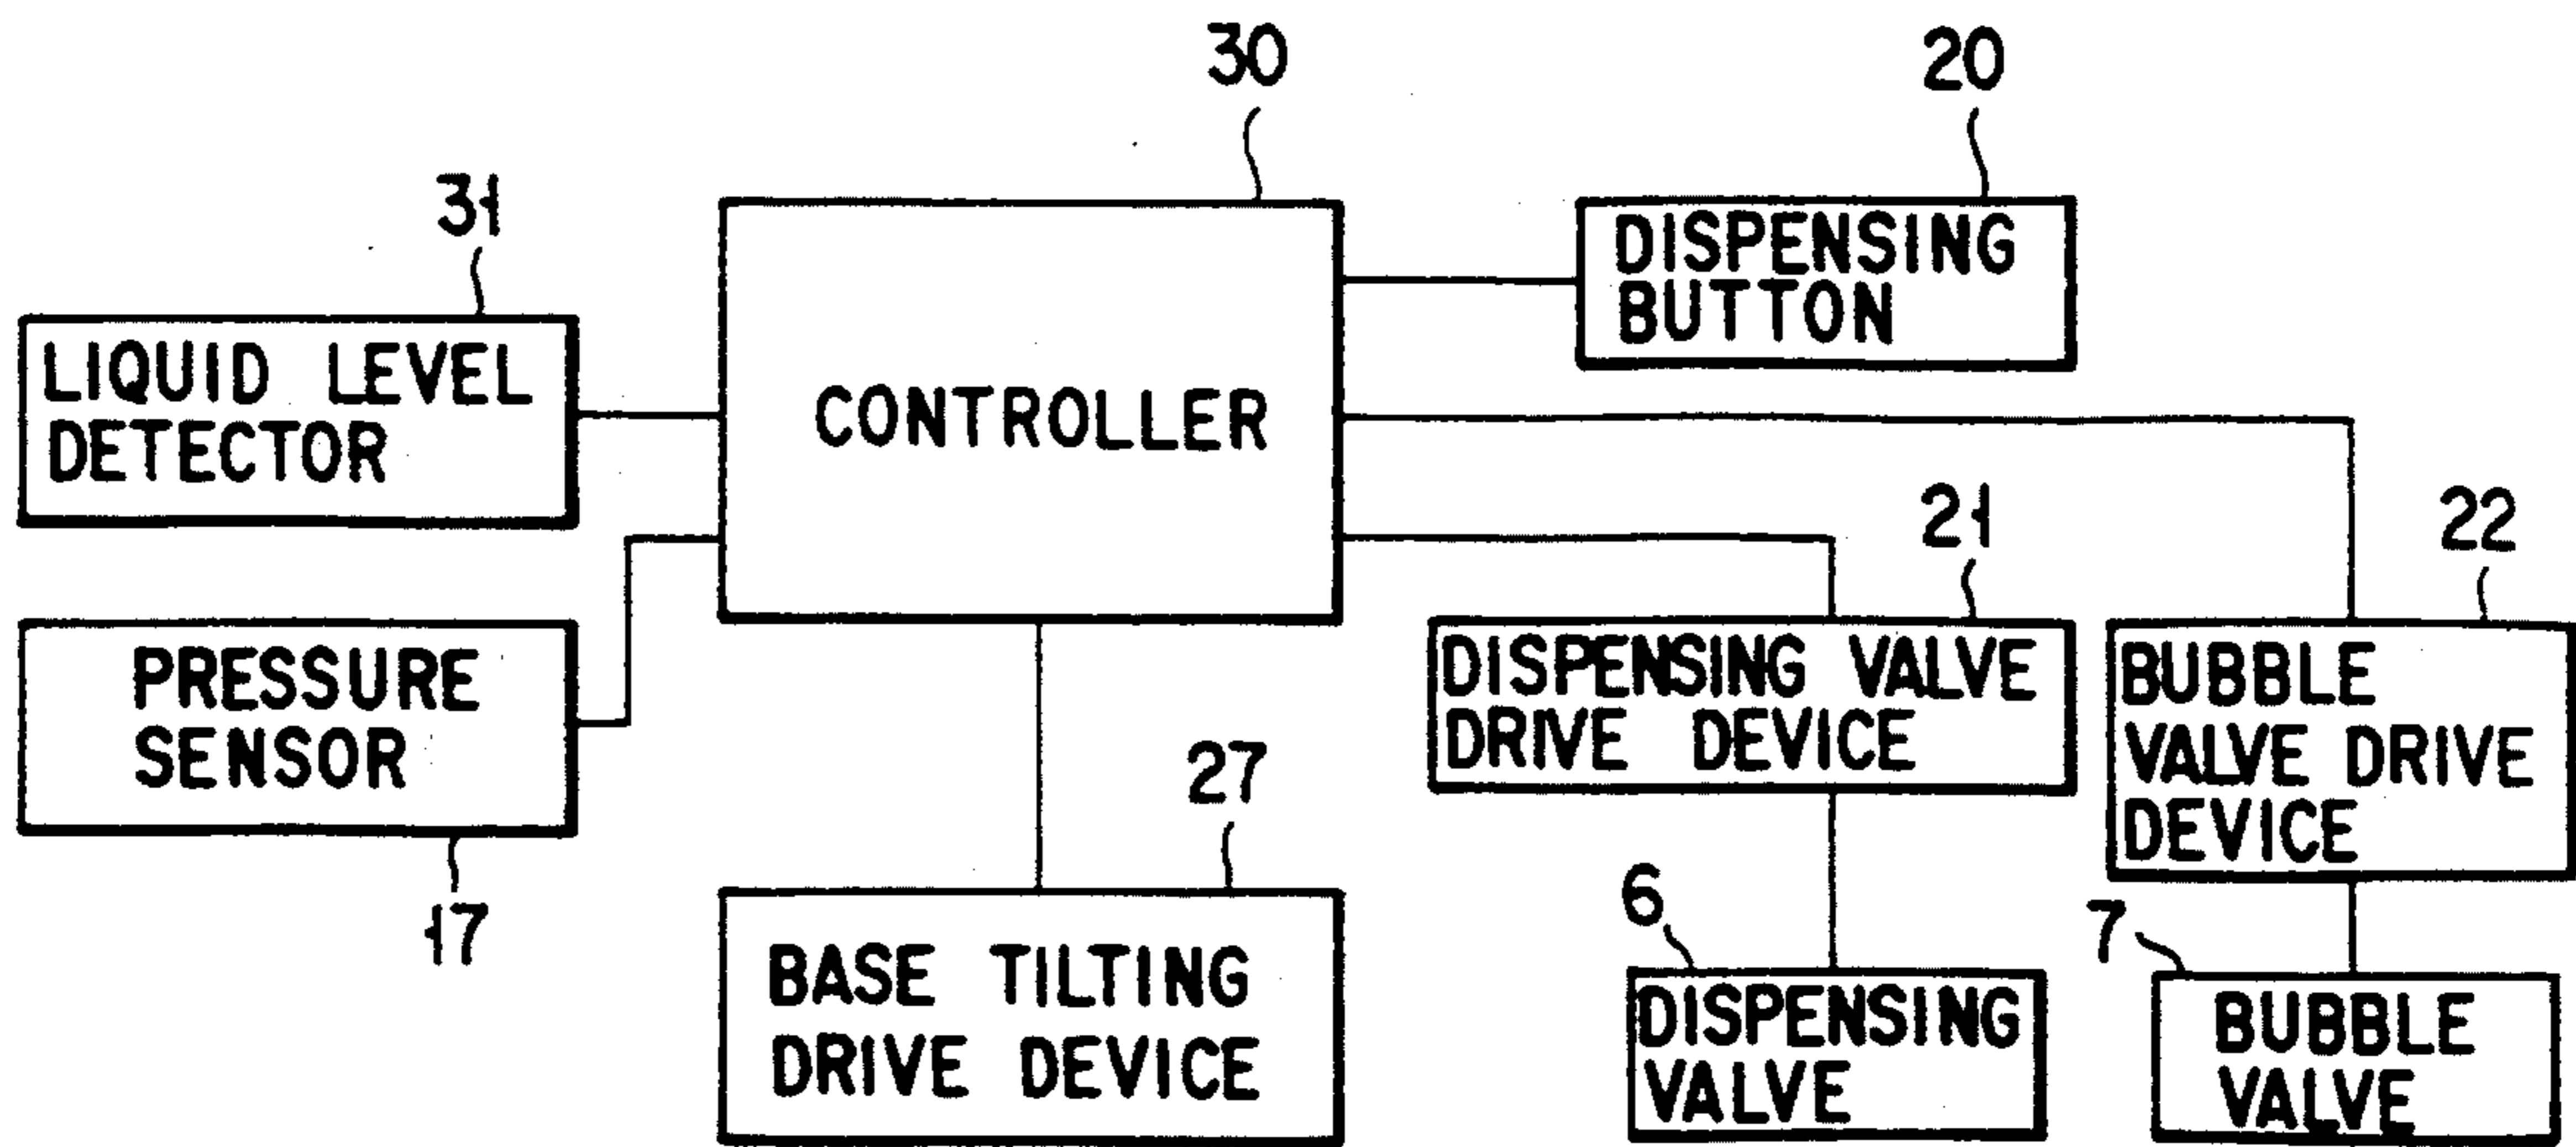 30
20
31
DISPENSING
BUTTON
LIQUID LEVEL
DETECTOR
CONTROLLER
21
22
PRESSURE
SENSOR
17
DISPENSING VALVE
DRIVE DEVICE
BUBBLE
VALVE DRIVE
DEVICE
27
BASE TILTING
DRIVE DEVICE
6
DISPENSING
VALVE
7
BUBBLE
VALVE